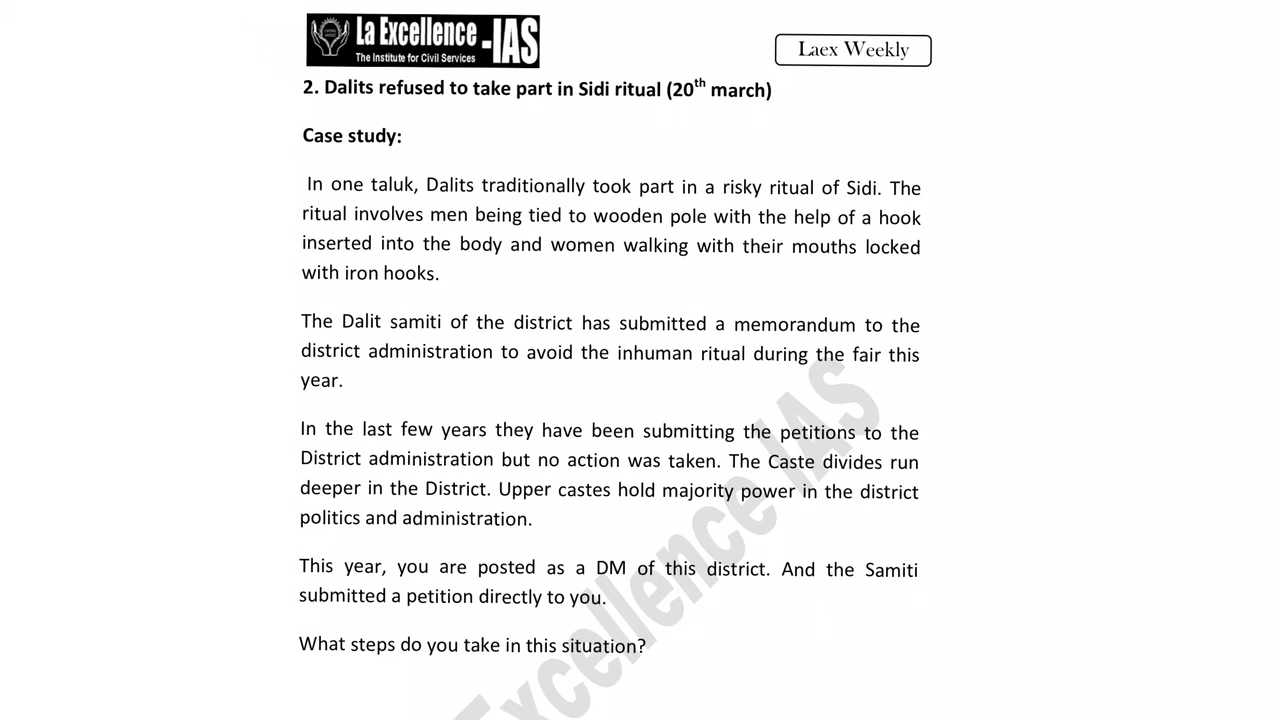 La Excellence -IAS
The Institute for Civil Services
Laex Weekly
2. Dalits refused to take part in Sidi ritual (20th march)
Case study:
In one taluk, Dalits traditionally took part in a risky ritual of Sidi. The
ritual involves men being tied to wooden pole with the help of a hook
inserted into the body and women walking with their mouths locked
with iron hooks.
The Dalit samiti of the district has submitted a memorandum to the
district administration to avoid the inhuman ritual during the fair this
year.
In the last few years they have been submitting the petitions to the
District administration but no action was taken. The Caste divides run
deeper in the District. Upper castes hold majority power in the district
politics and administration.
This year, you are posted as a DM of this district. And the Samiti
submitted a petition directly to you.
What steps do you take in this situation?
Excellence IAS